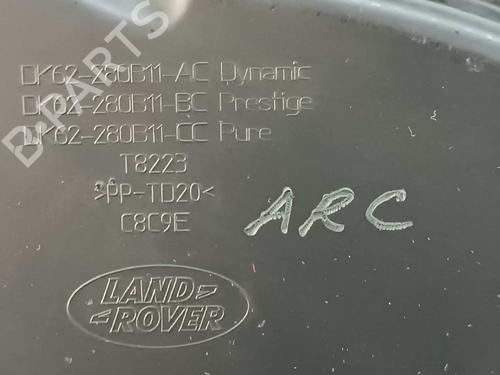 DK62-280B11-AC Dynamic
DK62-280B11-BC Prestige
DK62-280B11-CC Pure
T8223
>PP-TD20<
C8C9E
ARC
LAND
ROVER
B-PARTS